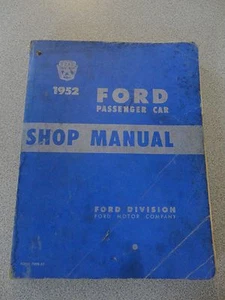 1952
FORD
PASSENGER CAR
SHOP MANUAL
FORD DIVISION
FORD MOTOR COMPANY